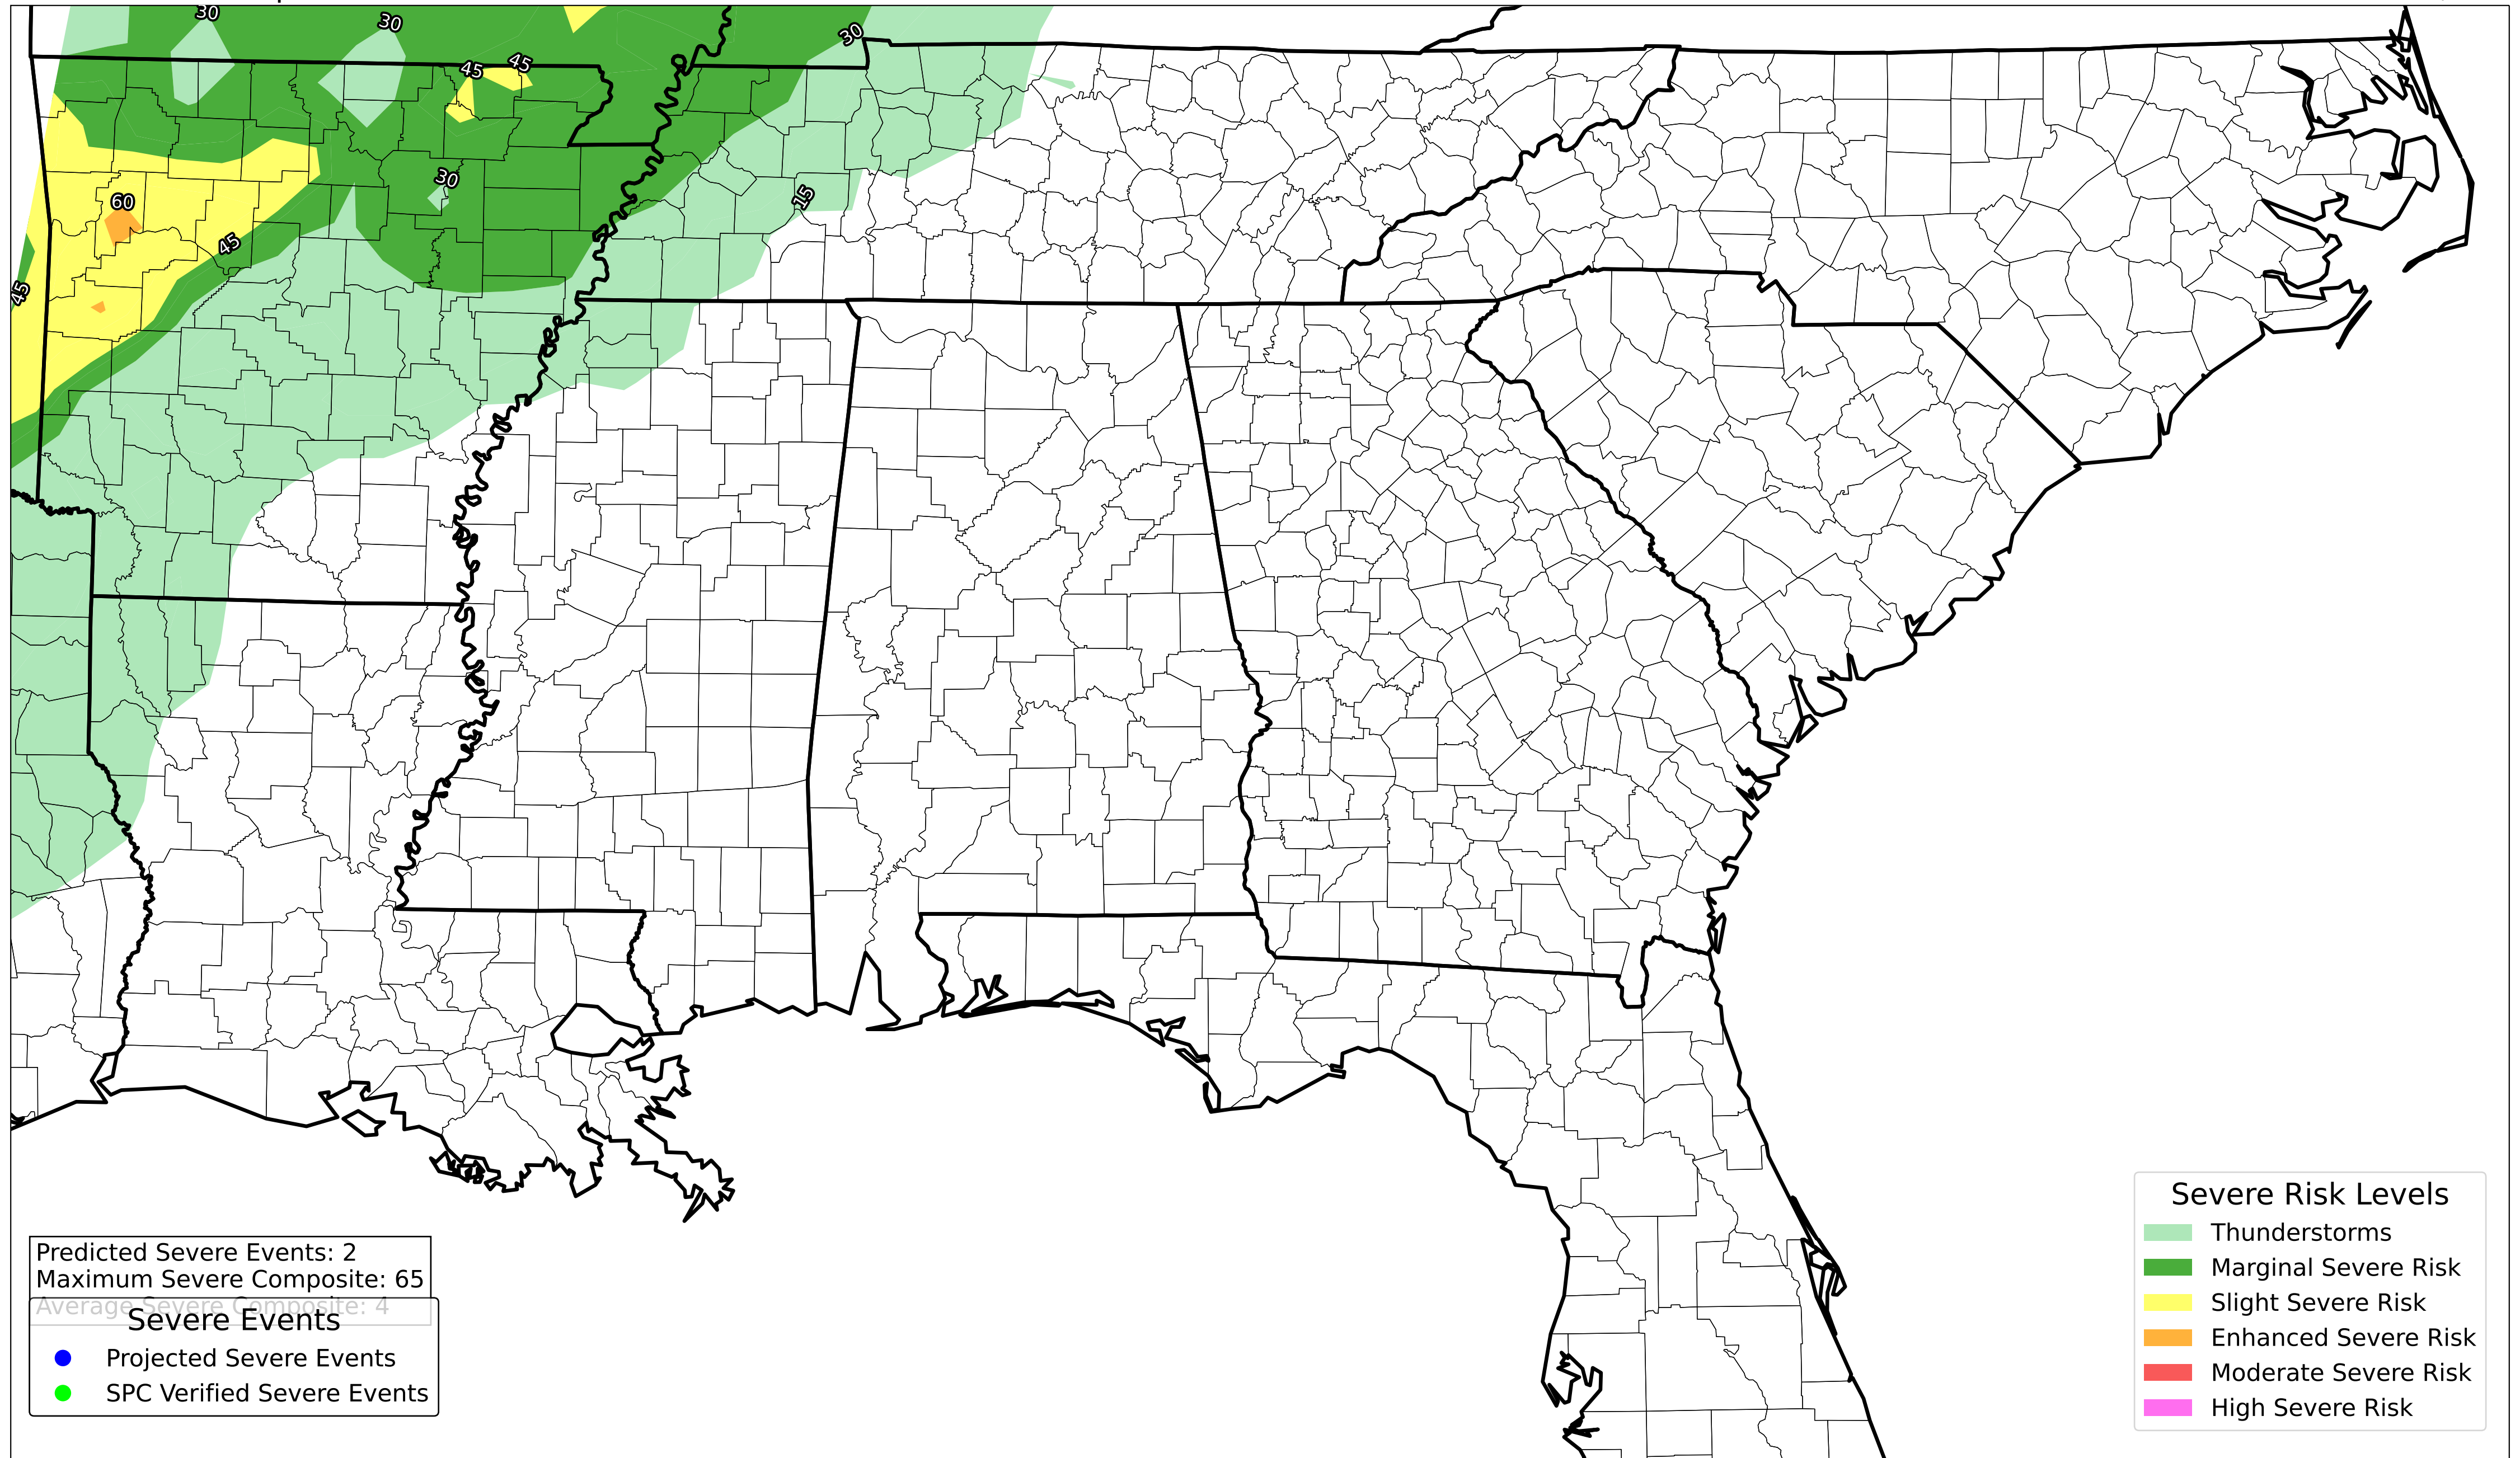 30
30
30
45
45
30
15
60
45
45
Predicted Severe Events: 2
Maximum Severe Composite: 65
Average Severe Composite: 4
Severe Events
Projected Severe Events
SPC Verified Severe Events
Severe Risk Levels
Thunderstorms
Marginal Severe Risk
Slight Severe Risk
Enhanced Severe Risk
Moderate Severe Risk
High Severe Risk